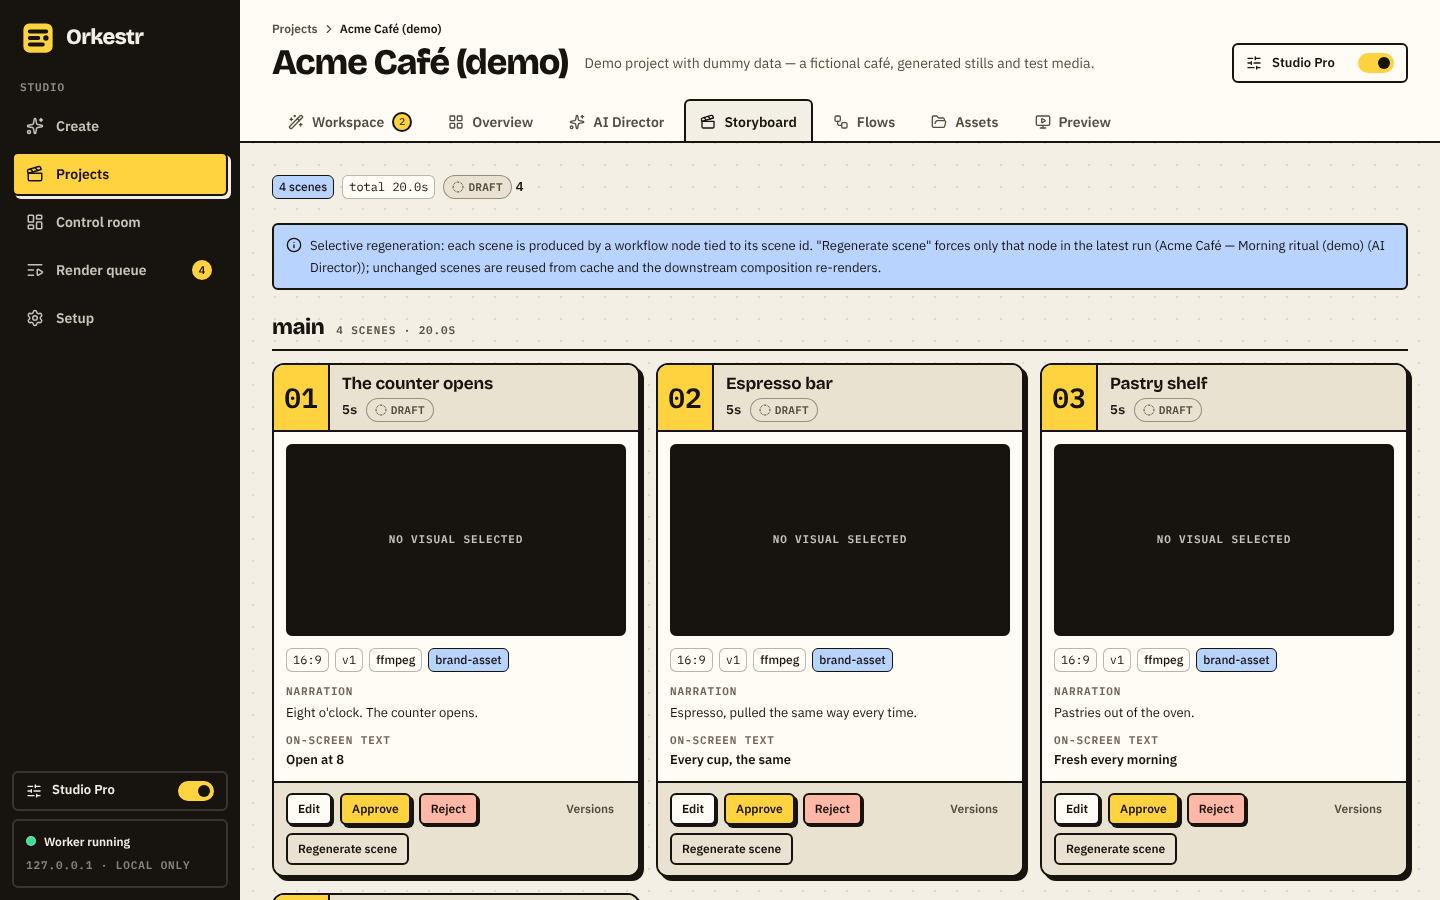 Orkestr
STUDIO
Create
Projects
Control room
Render queue 4
Setup
Studio Pro
Worker running
127.0.0.1 · LOCAL ONLY
Projects > Acme Café (demo)
Acme Café (demo)
Demo project with dummy data — a fictional café, generated stills and test media.
Studio Pro
Workspace 2 Overview AI Director Storyboard Flows Assets Preview
4 scenes total 20.0s DRAFT 4
Selective regeneration: each scene is produced by a workflow node tied to its scene id. "Regenerate scene" forces only that node in the latest run (Acme Café — Morning ritual (demo) (AI
Director)); unchanged scenes are reused from cache and the downstream composition re-renders.
main 4 SCENES · 20.0S
01 The counter opens
5s DRAFT
NO VISUAL SELECTED
16:9 v1 ffmpeg brand-asset
NARRATION
Eight o'clock. The counter opens.
ON-SCREEN TEXT
Open at 8
Edit Approve Reject Versions
Regenerate scene
02 Espresso bar
5s DRAFT
NO VISUAL SELECTED
16:9 v1 ffmpeg brand-asset
NARRATION
Espresso, pulled the same way every time.
ON-SCREEN TEXT
Every cup, the same
Edit Approve Reject Versions
Regenerate scene
03 Pastry shelf
5s DRAFT
NO VISUAL SELECTED
16:9 v1 ffmpeg brand-asset
NARRATION
Pastries out of the oven.
ON-SCREEN TEXT
Fresh every morning
Edit Approve Reject Versions
Regenerate scene